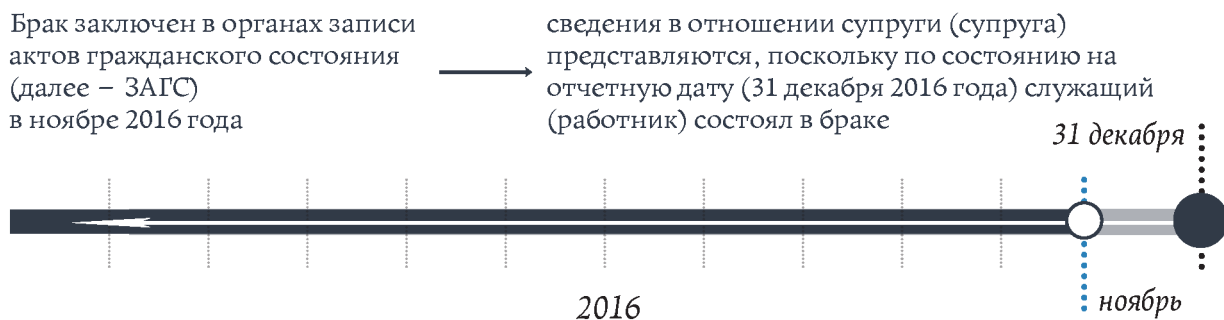 Брак заключен в органах записи
актов гражданского состояния
(далее – ЗАГС)
в ноябре 2016 года
сведения в отношении супруги (супруга)
представляются, поскольку по состоянию на
отчетную дату (31 декабря 2016 года) служащий
(работник) состоял в браке
31 декабря
2016
ноябрь